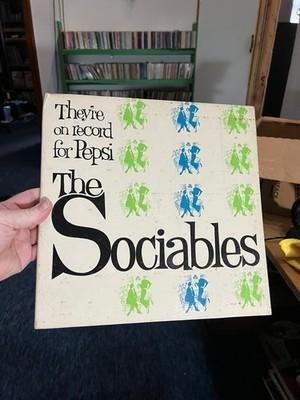 They're
on record
for Pepsi
The
Sociables